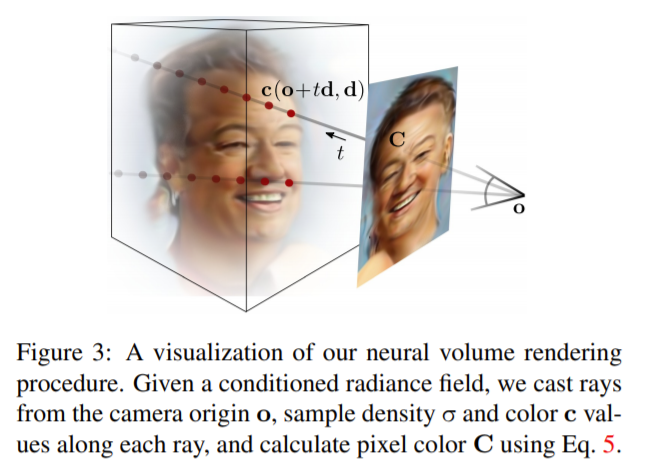 c(o+td, d)
C
t
o
Figure 3: A visualization of our neural volume rendering
procedure. Given a conditioned radiance field, we cast rays
from the camera origin o, sample density σ and color c val-
ues along each ray, and calculate pixel color C using Eq. 5.